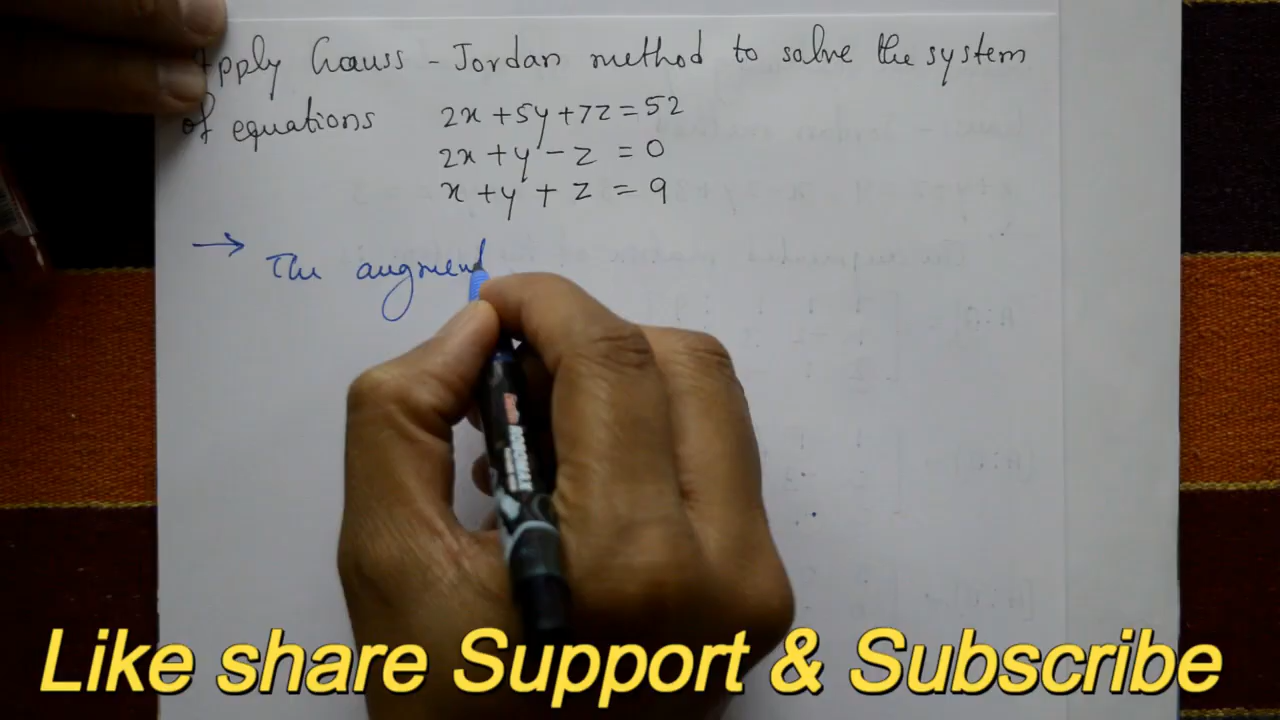 Apply Gauss - Jordan method to solve the system
of equations 2x + 5y + 7z = 52
2x + y - z = 0
x + y + z = 9
→ The augment
Like share Support & Subscribe